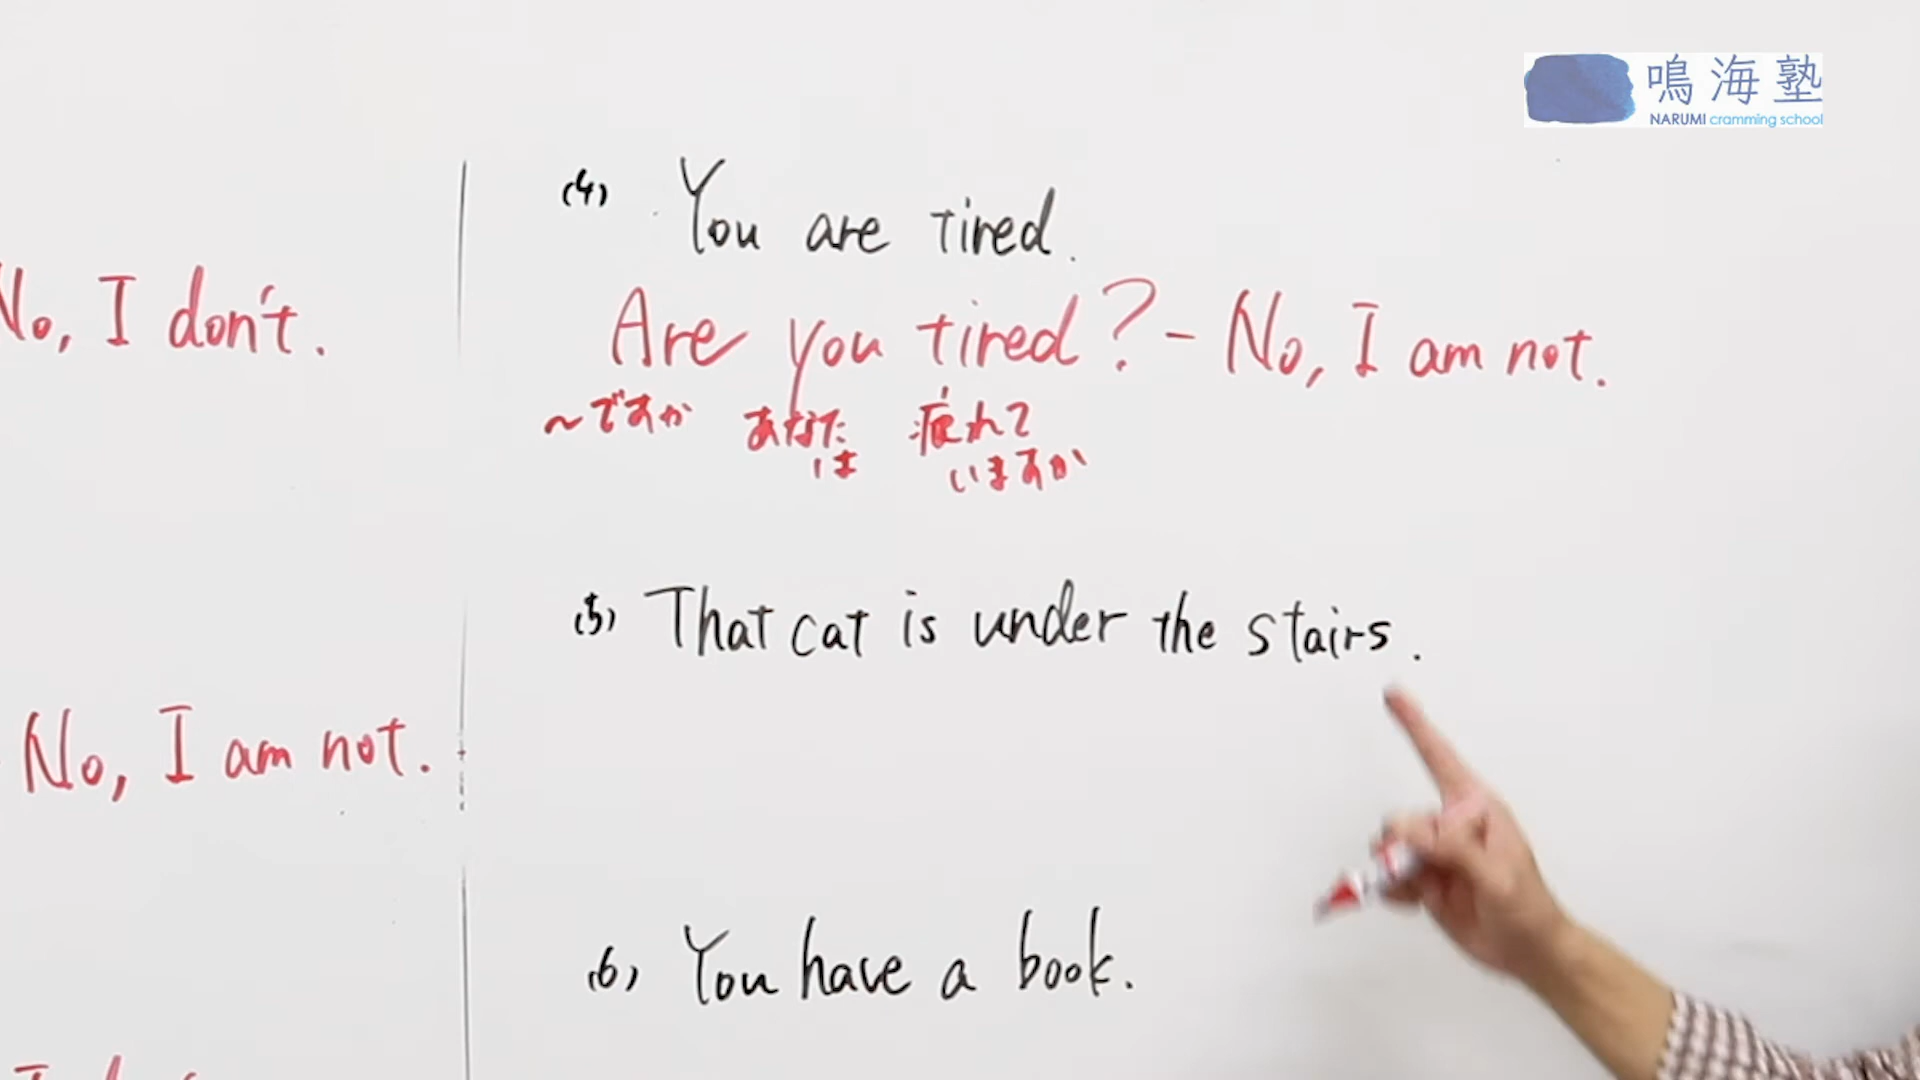 鳴海塾
NARUMI cramming school
No, I don't.
No, I am not.
(4) You are tired.
Are you tired? - No, I am not.
~ですか あなたは 疲れていますか
(5) That cat is under the stairs.
(6) You have a book.